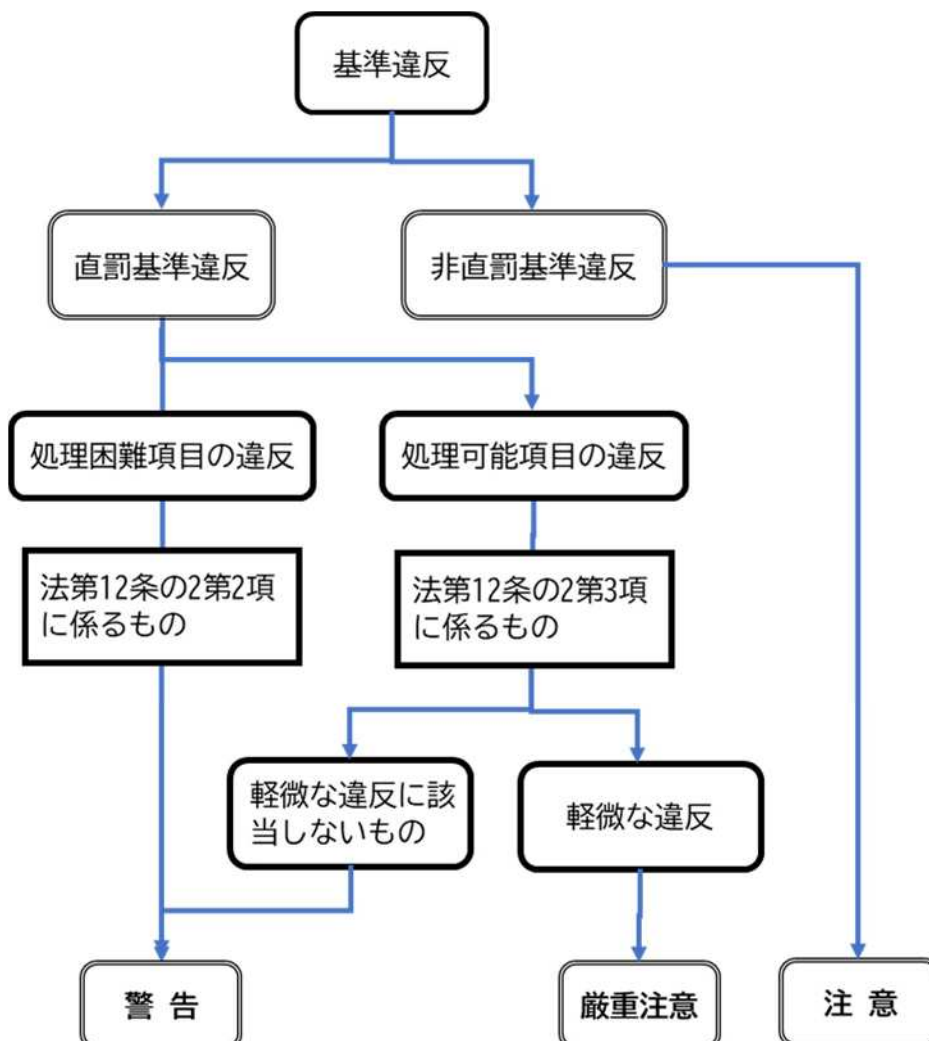 基準違反
直罰基準違反
非直罰基準違反
処理困難項目の違反
処理可能項目の違反
法第12条の2第2項
に係るもの
法第12条の2第3項
に係るもの
軽微な違反に該
当しないもの
軽微な違反
警 告
厳重注意
注 意